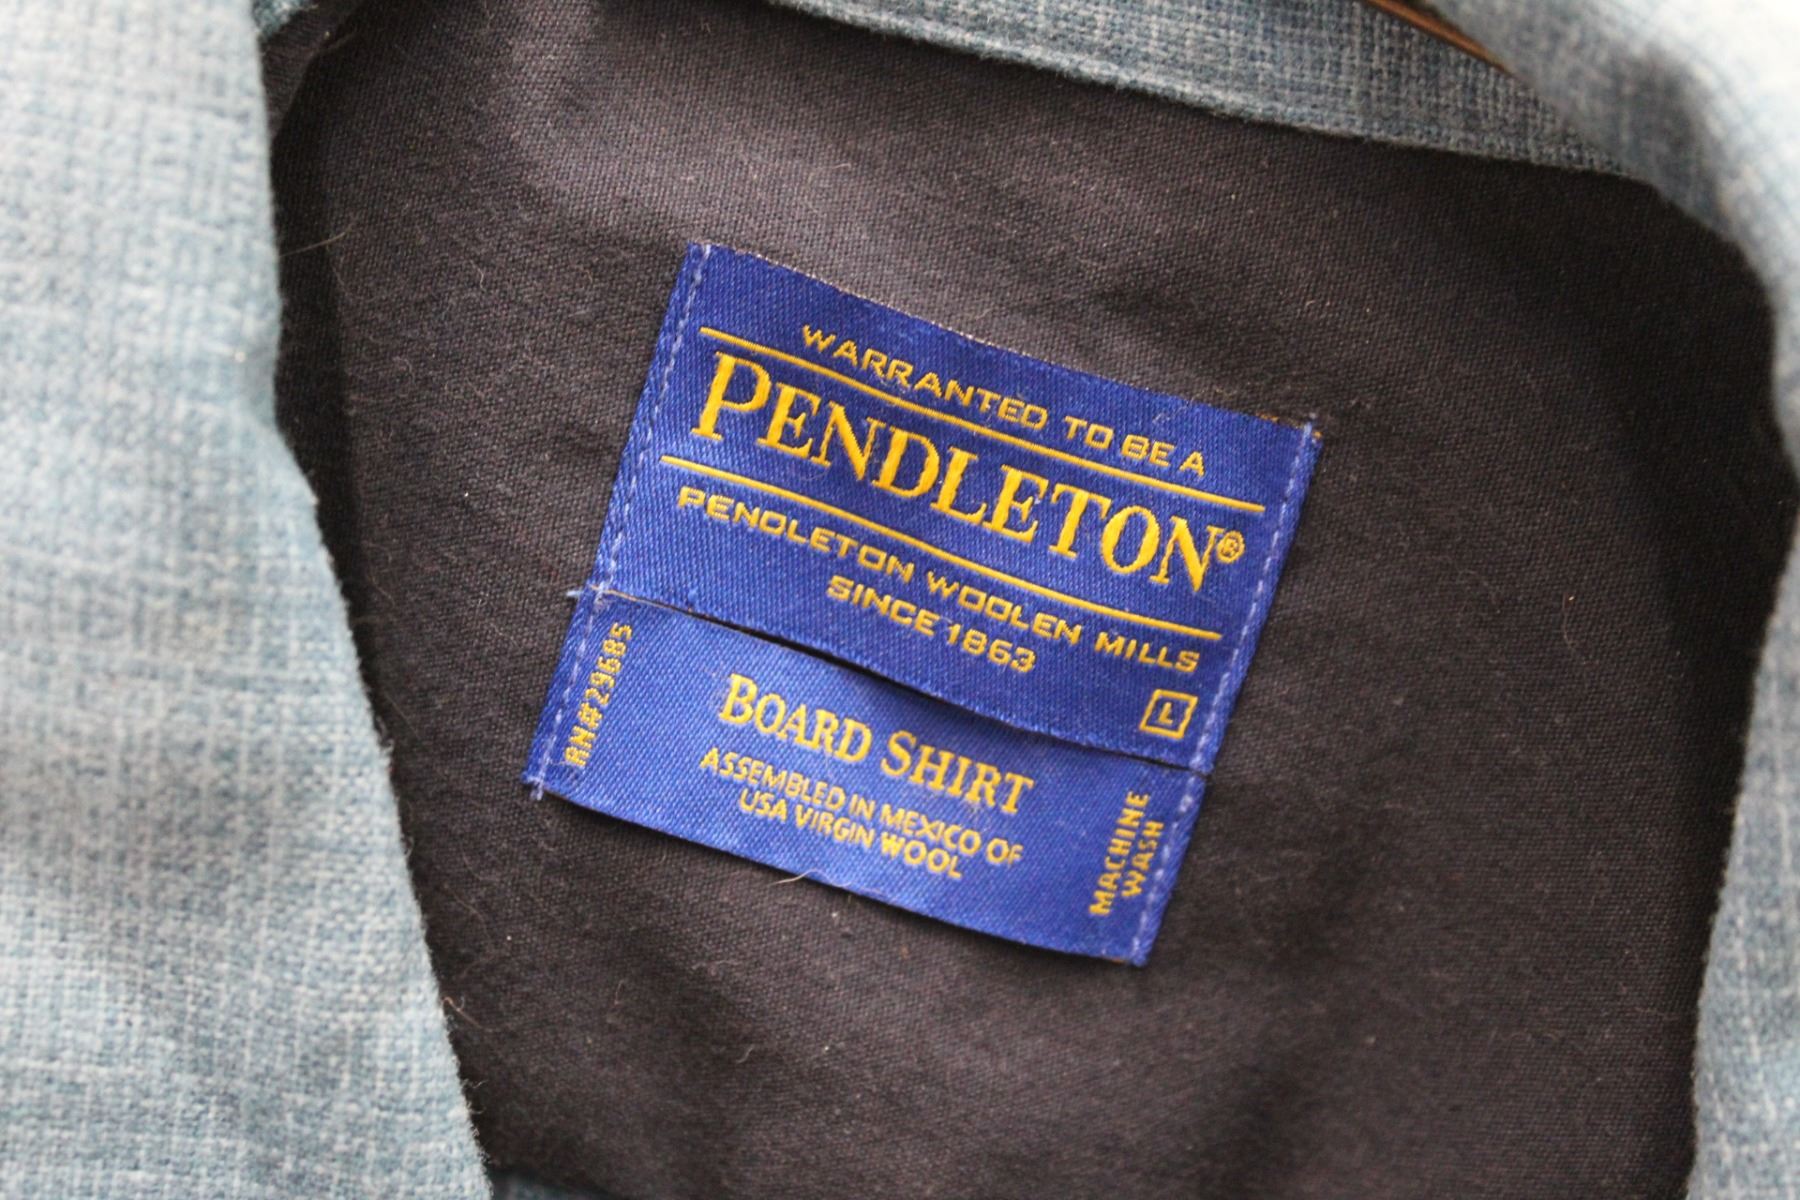 WARRANTED TO BE A
PENDLETON®
PENDLETON WOOLEN MILLS
SINCE 1863
L
RN#29685
BOARD SHIRT
ASSEMBLED IN MEXICO OF
USA VIRGIN WOOL
MACHINE
WASH